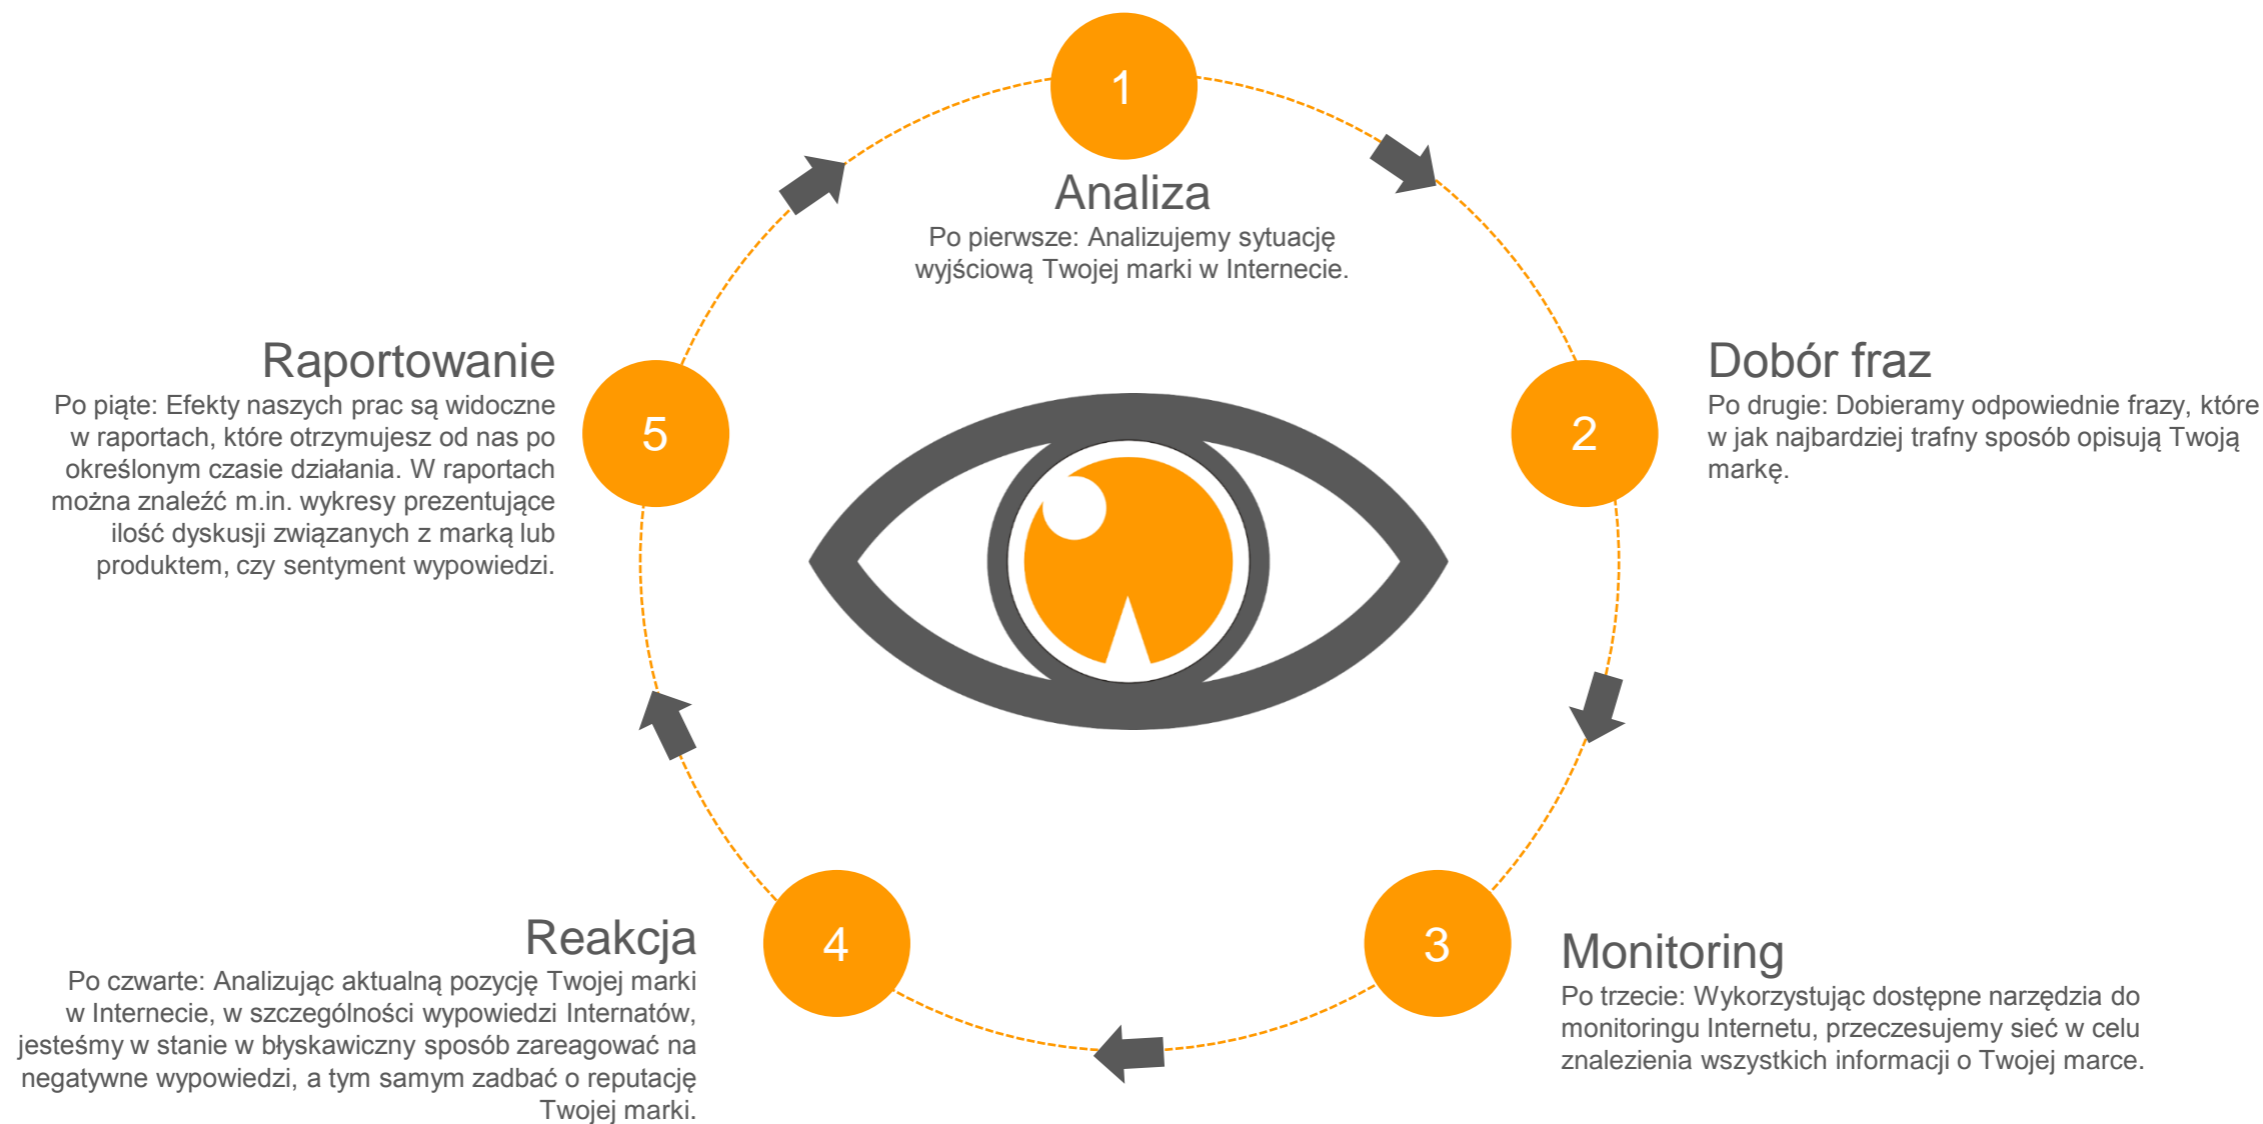 1
Analiza
Po pierwsze: Analizujemy sytuację
wyjściową Twojej marki w Internecie.
2
Dobór fraz
Po drugie: Dobieramy odpowiednie frazy, które
w jak najbardziej trafny sposób opisują Twoją
markę.
3
Monitoring
Po trzecie: Wykorzystując dostępne narzędzia do
monitoringu Internetu, przeczesujemy sieć w celu
znalezienia wszystkich informacji o Twojej marce.
4
Reakcja
Po czwarte: Analizując aktualną pozycję Twojej marki
w Internecie, w szczególności wypowiedzi Internatów,
jesteśmy w stanie w błyskawiczny sposób zareagować na
negatywne wypowiedzi, a tym samym zadbać o reputację
Twojej marki.
5
Raportowanie
Po piąte: Efekty naszych prac są widoczne
w raportach, które otrzymujesz od nas po
określonym czasie działania. W raportach
można znaleźć m.in. wykresy prezentujące
ilość dyskusji związanych z marką lub
produktem, czy sentyment wypowiedzi.